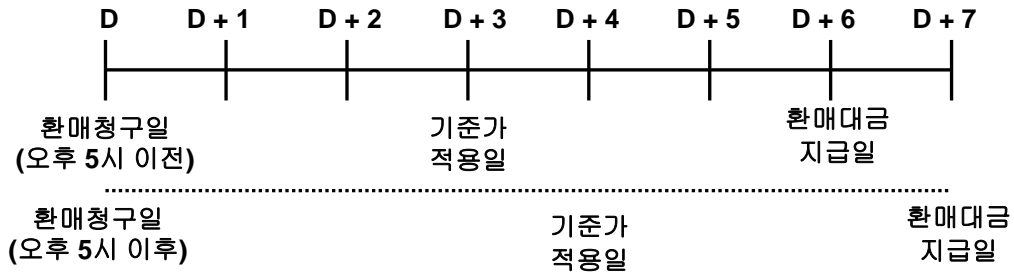 D D + 1 D + 2 D + 3 D + 4 D + 5 D + 6 D + 7
환매청구일 기준가 환매대금
(오후 5시 이전) 적용일 지급일
환매청구일 기준가 환매대금
(오후 5시 이후) 적용일 지급일